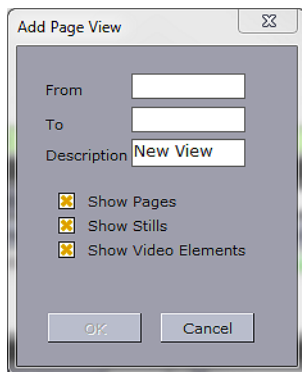 Add Page View
From
To
Description New View
Show Pages
Show Stills
Show Video Elements
OK Cancel